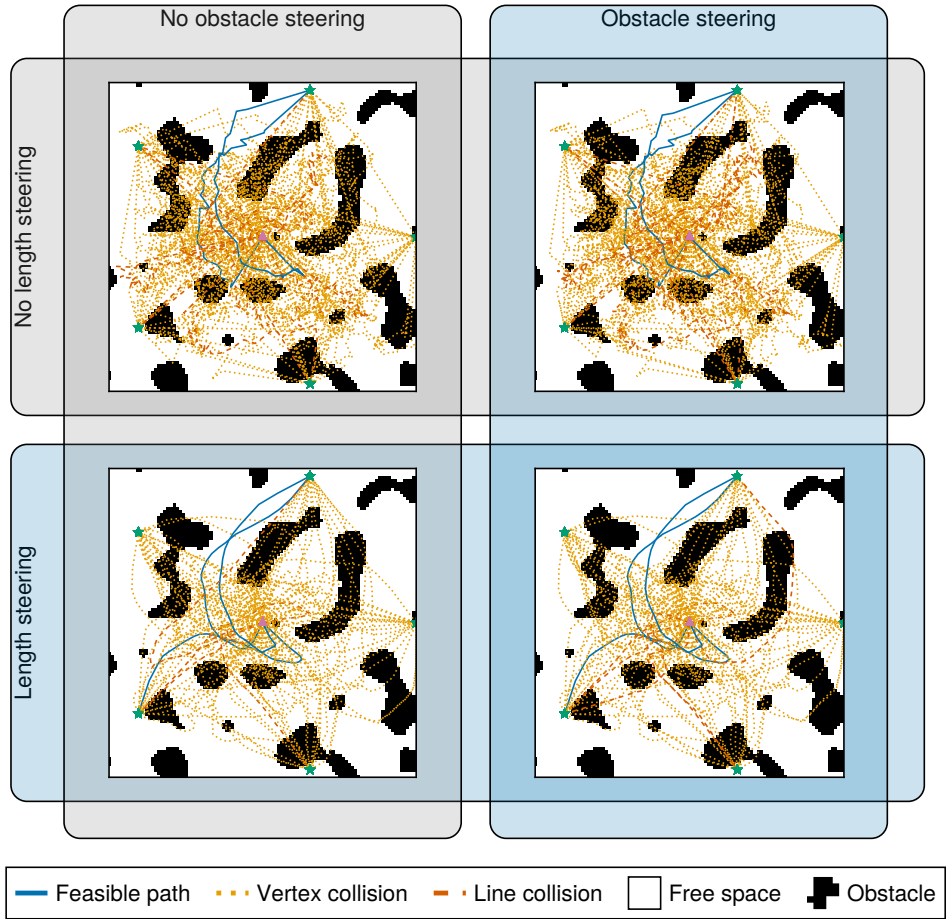 No obstacle steering
Obstacle steering
No length steering
Length steering
Feasible path
Vertex collision
Line collision
Free space
Obstacle